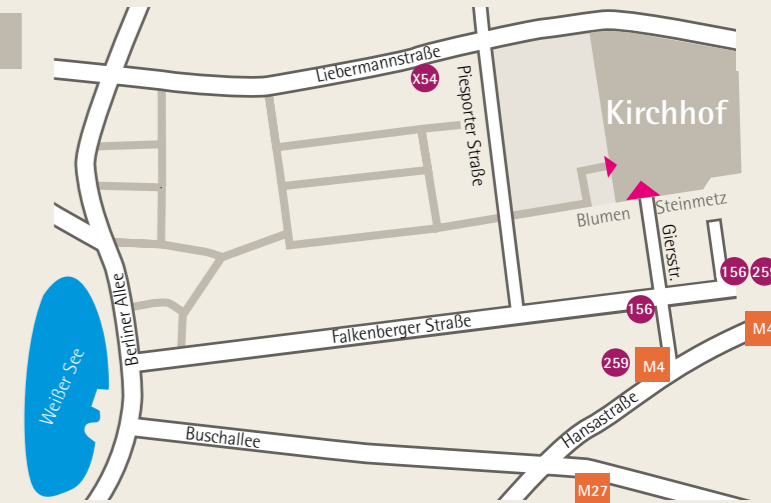 Liebermannstraße
X54
Piesporter Straße
Kirchhof
Blumen
Steinmetz
Giersstr.
156
259
Berliner Allee
Falkenberger Straße
156
259
M4
M4
Weißer See
Hansastraße
Buschallee
M27